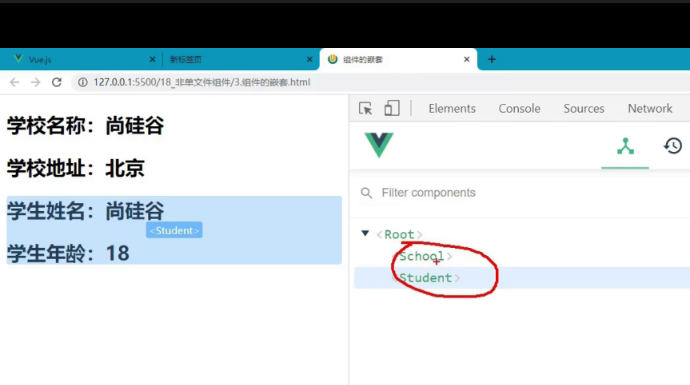 Vue.js
新标签页
组件的嵌套
127.0.0.1:5500/18_非单文件组件/3.组件的嵌套.html
学校名称：尚硅谷
学校地址：北京
学生姓名：尚硅谷
<Student>
学生年龄：18
Elements Console Sources Network
Filter components
<Root>
<School>
<Student>